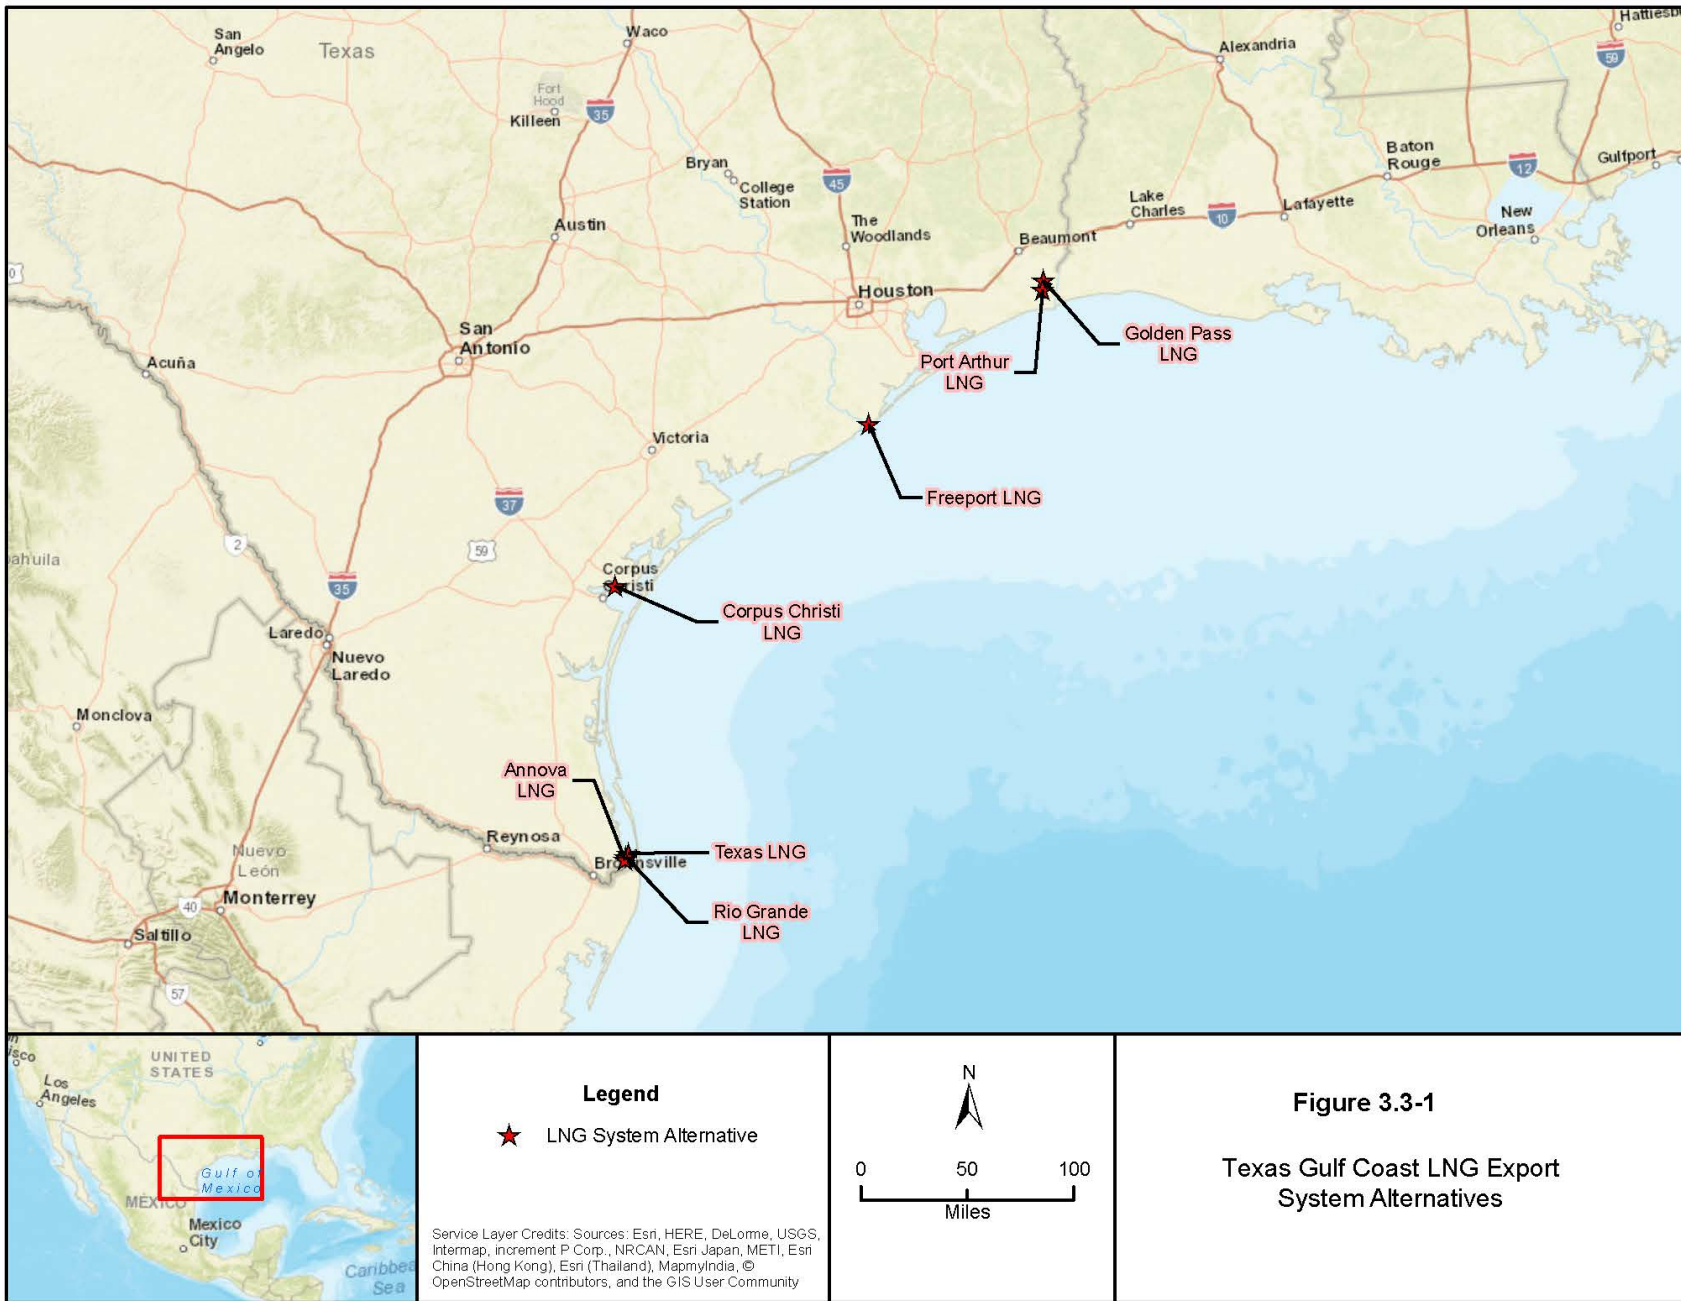 Hattiesbu
San
Angelo
Texas
Waco
Alexandria
59
Fort
Hood
Killeen
35
Bryan
College
Station
45
Baton
Rouge
12
Gulfport
Lake
Charles
10
Lafayette
New
Orleans
Austin
The
Woodlands
Beaumont
0
Houston
San
Antonio
Acuña
Golden Pass
LNG
Port Arthur
LNG
Victoria
37
Freeport LNG
2
59
ahuila
35
Corpus
Christi
Corpus Christi
LNG
Laredo
Nuevo
Laredo
Monclova
Annova
LNG
Reynosa
Brownsville
Texas LNG
Nuevo
León
Monterrey
40
Rio Grande
LNG
Saltillo
57
isco
UNITED
STATES
Los
Angeles
Gulf of
Mexico
MÉXICO
Mexico
City
Caribbea
Sea
Legend
LNG System Alternative
Service Layer Credits: Sources: Esri, HERE, DeLorme, USGS,
Intermap, increment P Corp., NRCAN, Esri Japan, METI, Esri
China (Hong Kong), Esri (Thailand), MapmyIndia, ©
OpenStreetMap contributors, and the GIS User Community
N
0 50 100
Miles
Figure 3.3-1
Texas Gulf Coast LNG Export
System Alternatives